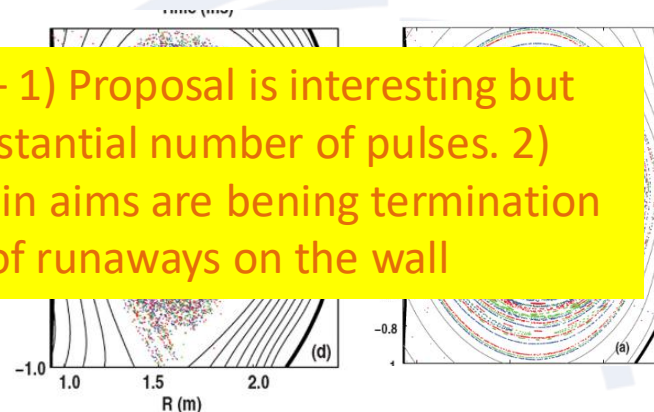 Time (ms)
- 1) Proposal is interesting but
stantial number of pulses. 2)
in aims are bening termination
of runaways on the wall
-0.8
(d)
(a)
-1.0
1.0 1.5 2.0
R (m)